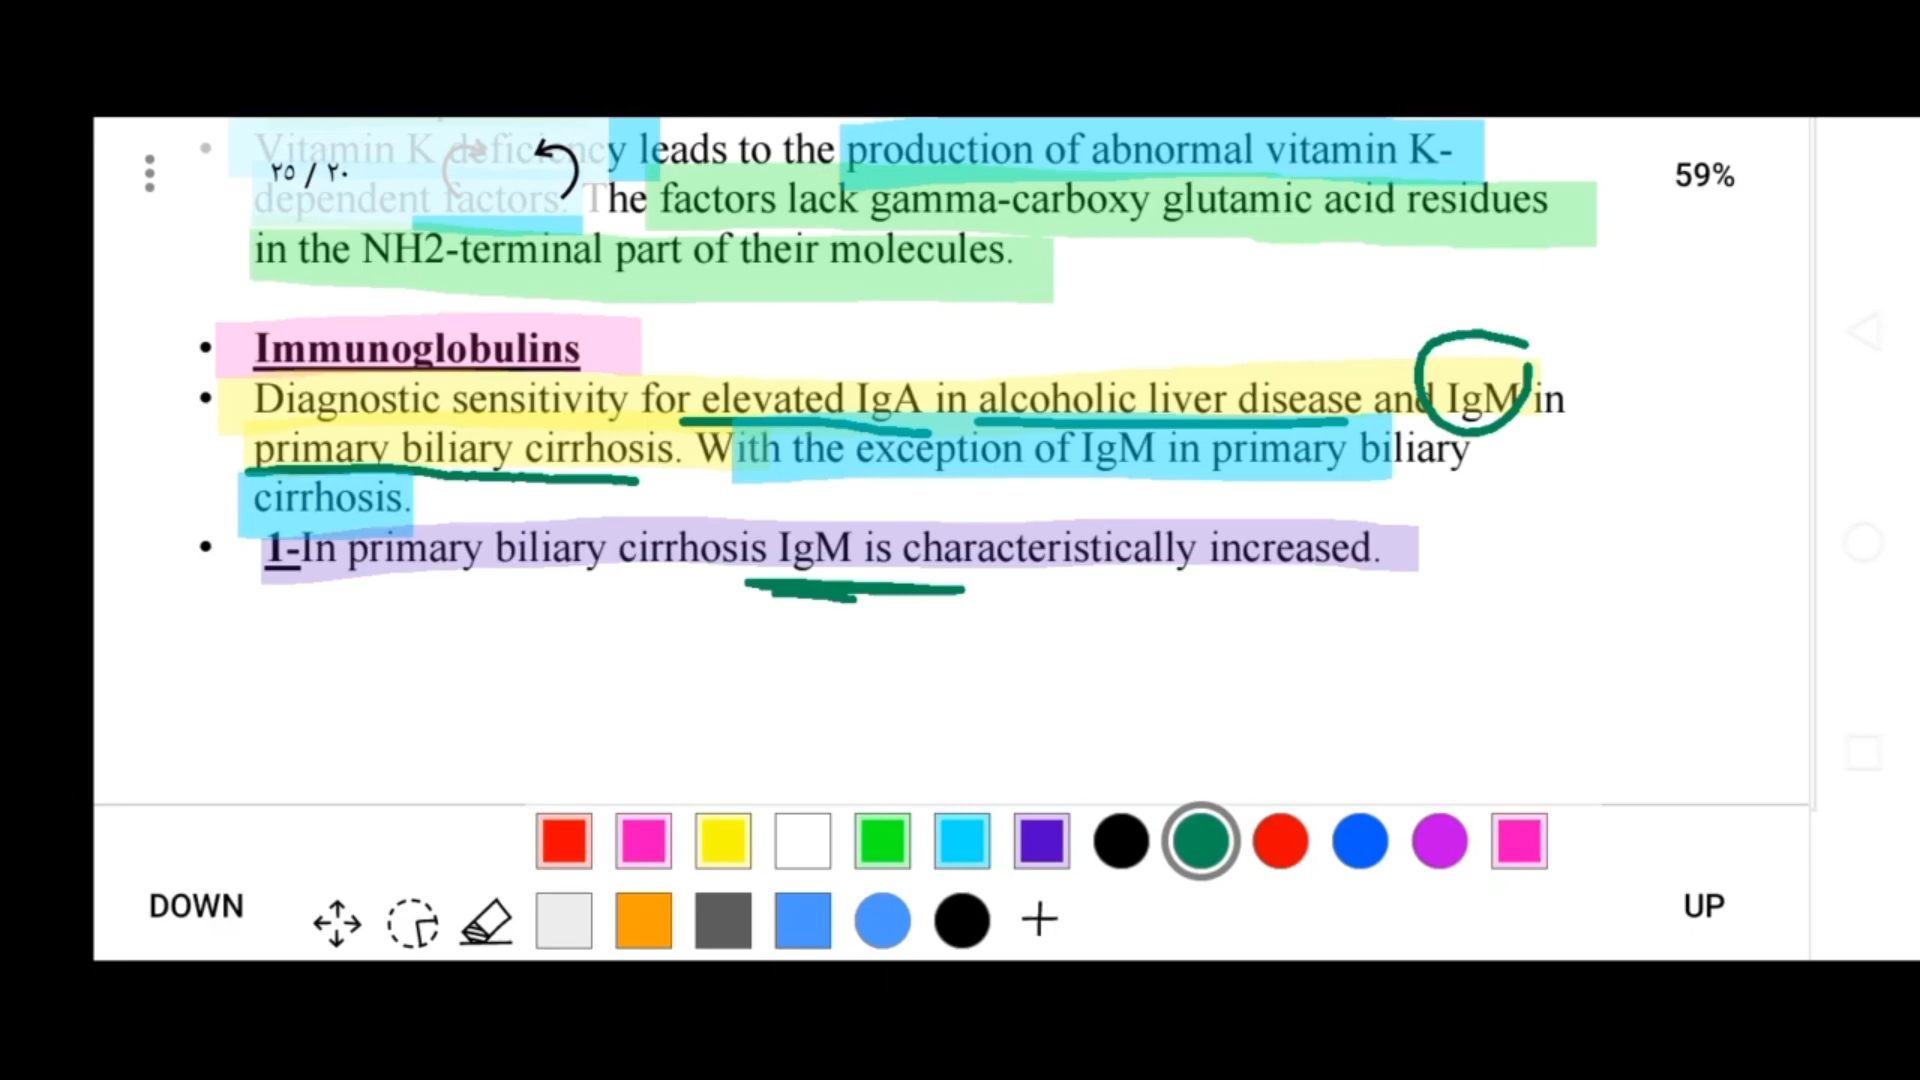 Vitamin K deficiency leads to the production of abnormal vitamin K-
٢٥ / ٢٠
59%
dependent factors. The factors lack gamma-carboxy glutamic acid residues
in the NH2-terminal part of their molecules.
• Immunoglobulins
• Diagnostic sensitivity for elevated IgA in alcoholic liver disease and IgM in
primary biliary cirrhosis. With the exception of IgM in primary biliary
cirrhosis.
• 1-In primary biliary cirrhosis IgM is characteristically increased.
DOWN
UP